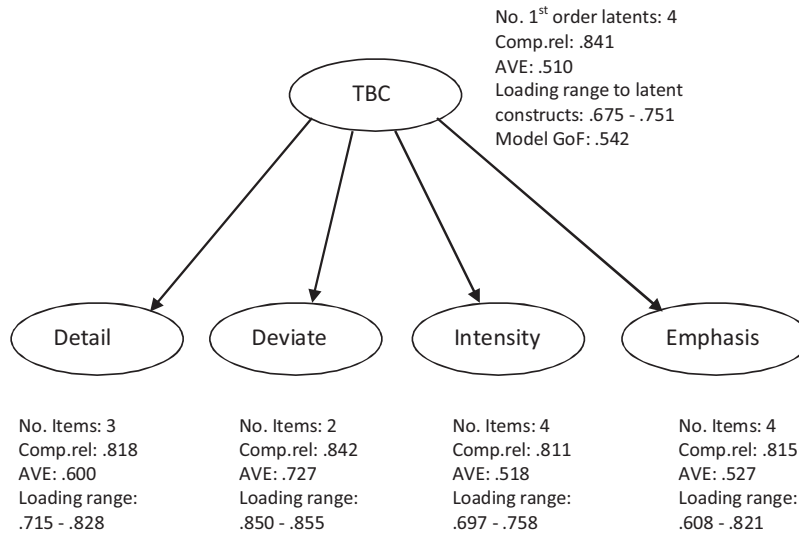 No. 1st order latents: 4
Comp.rel: .841
AVE: .510
Loading range to latent
constructs: .675 - .751
Model GoF: .542
TBC
Detail
Deviate
Intensity
Emphasis
No. Items: 3
Comp.rel: .818
AVE: .600
Loading range:
.715 - .828
No. Items: 2
Comp.rel: .842
AVE: .727
Loading range:
.850 - .855
No. Items: 4
Comp.rel: .811
AVE: .518
Loading range:
.697 - .758
No. Items: 4
Comp.rel: .815
AVE: .527
Loading range:
.608 - .821